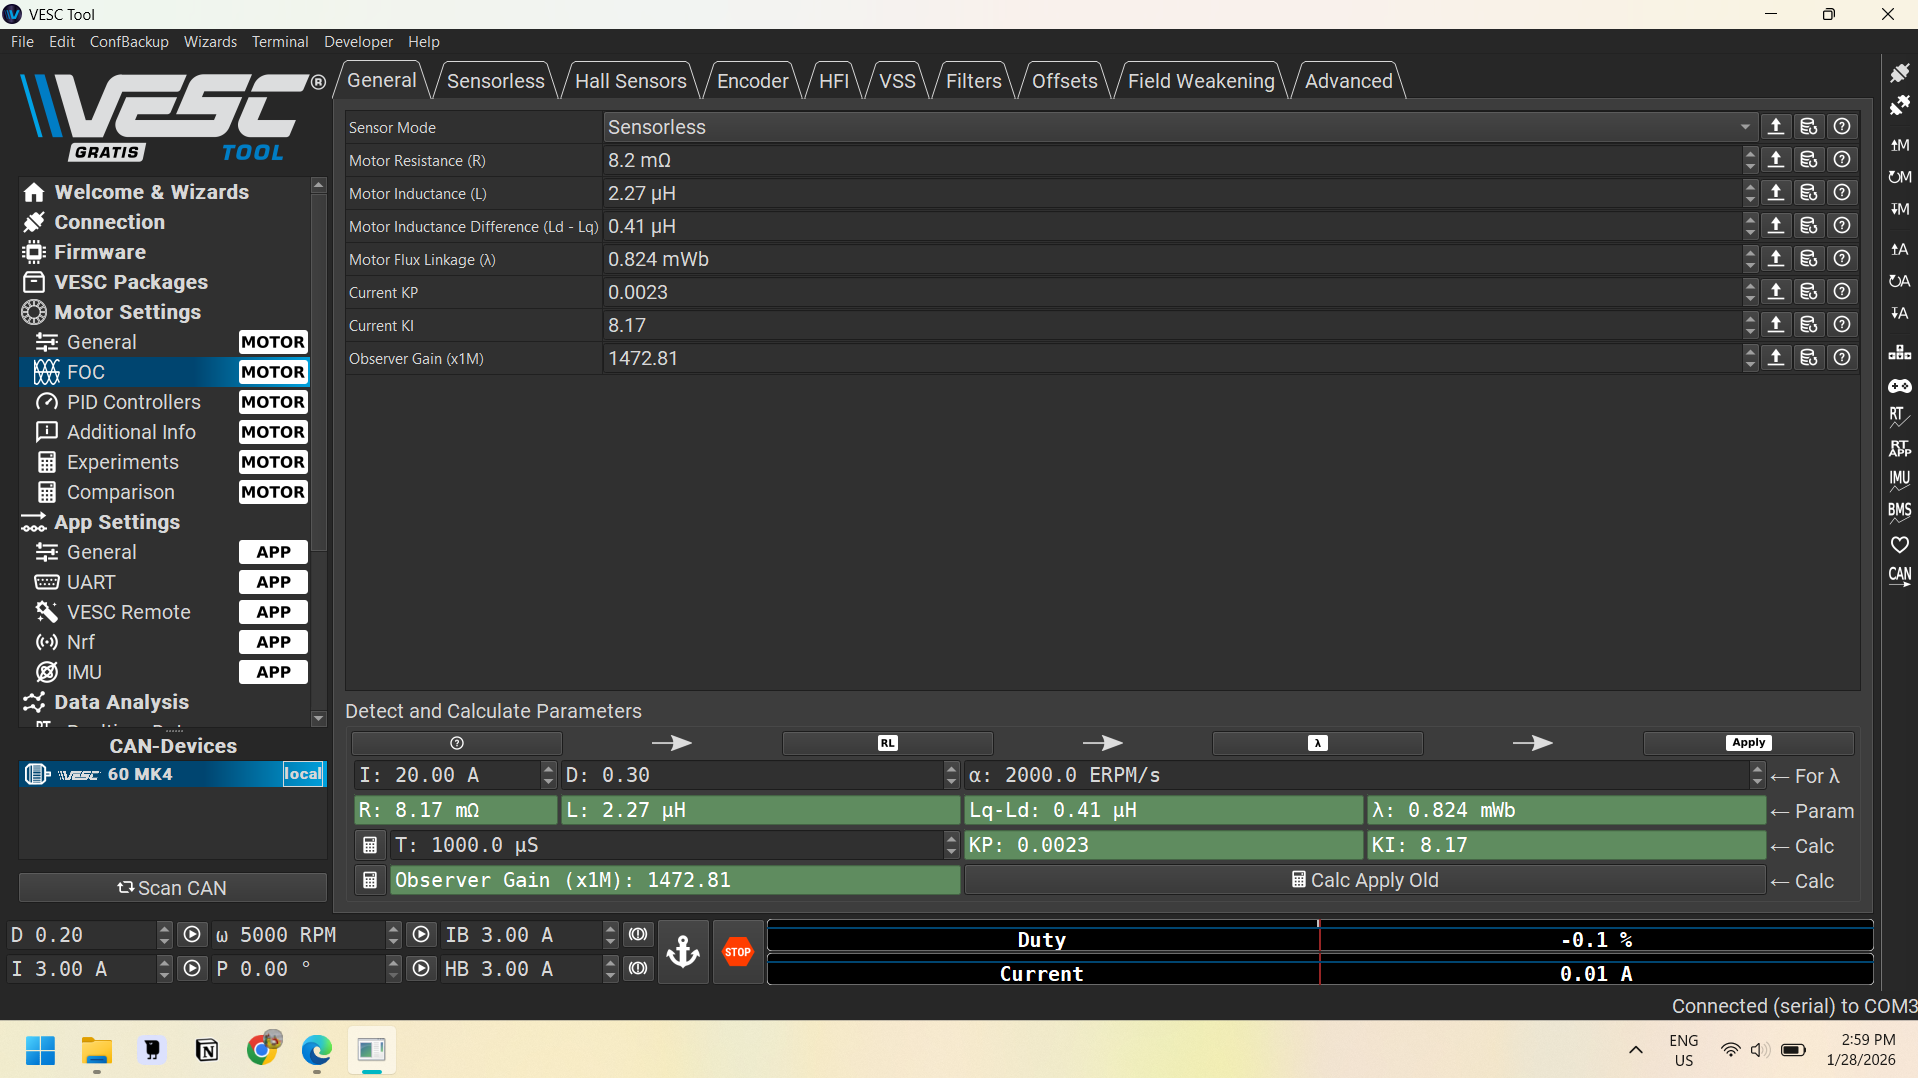 VESC Tool
File Edit ConfBackup Wizards Terminal Developer Help
VESC®
GRATIS TOOL
General Sensorless Hall Sensors Encoder HFI VSS Filters Offsets Field Weakening Advanced
Sensor Mode Sensorless
Motor Resistance (R) 8.2 mΩ
Motor Inductance (L) 2.27 µH
Motor Inductance Difference (Ld - Lq) 0.41 µH
Motor Flux Linkage (λ) 0.824 mWb
Current KP 0.0023
Current KI 8.17
Observer Gain (x1M) 1472.81
Welcome & Wizards
Connection
Firmware
VESC Packages
Motor Settings
General MOTOR
FOC MOTOR
PID Controllers MOTOR
Additional Info MOTOR
Experiments MOTOR
Comparison MOTOR
App Settings
General APP
UART APP
VESC Remote APP
Nrf APP
IMU APP
Data Analysis
CAN-Devices
VESC 60 MK4 local
Scan CAN
Detect and Calculate Parameters
RL λ Apply
I: 20.00 A D: 0.30 α: 2000.0 ERPM/s ← For λ
R: 8.17 mΩ L: 2.27 µH Lq-Ld: 0.41 µH λ: 0.824 mWb ← Param
T: 1000.0 µS KP: 0.0023 KI: 8.17 ← Calc
Observer Gain (x1M): 1472.81 Calc Apply Old ← Calc
D 0.20 ω 5000 RPM IB 3.00 A
I 3.00 A P 0.00 ° HB 3.00 A
STOP
Duty -0.1 %
Current 0.01 A
M
M
M
A
A
A
RT
RT APP
IMU
BMS
CAN
Connected (serial) to COM3
ENG
US
2:59 PM
1/28/2026